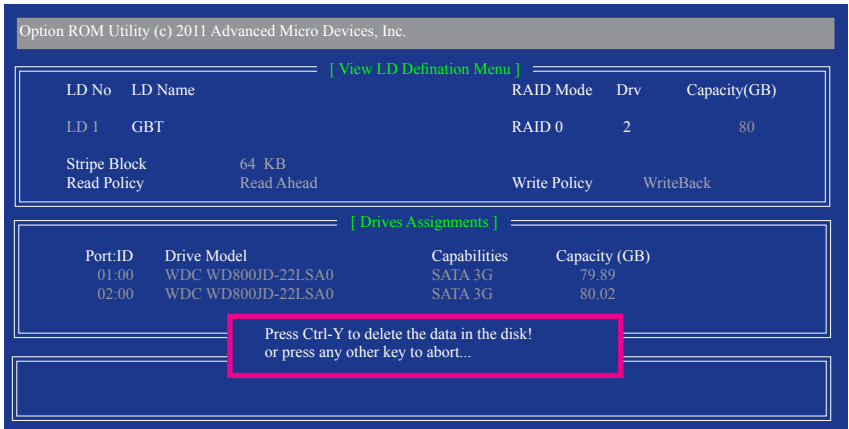 Option ROM Utility (c) 2011 Advanced Micro Devices, Inc.
[ View LD Defination Menu ]
LD No LD Name RAID Mode Drv Capacity(GB)
LD 1 GBT RAID 0 2 80
Stripe Block 64 KB
Read Policy Read Ahead Write Policy WriteBack
[ Drives Assignments ]
Port:ID Drive Model Capabilities Capacity (GB)
01:00 WDC WD800JD-22LSA0 SATA 3G 79.89
02:00 WDC WD800JD-22LSA0 SATA 3G 80.02
Press Ctrl-Y to delete the data in the disk!
or press any other key to abort...